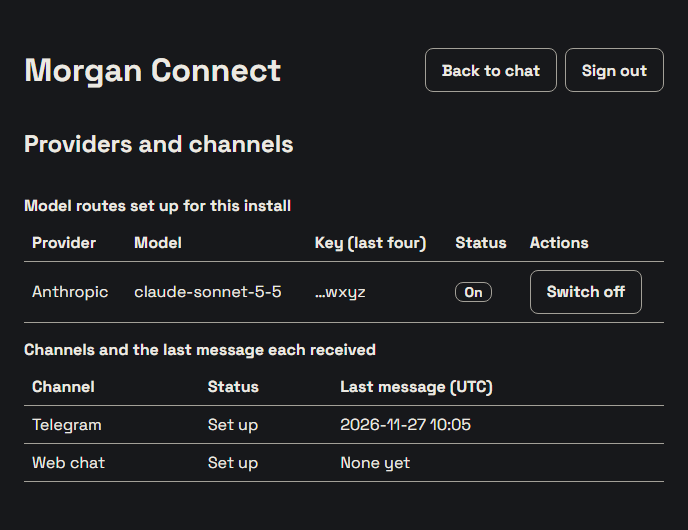 Morgan Connect
Back to chat
Sign out
Providers and channels
Model routes set up for this install
Provider Model Key (last four) Status Actions
Anthropic claude-sonnet-5-5 …wxyz On Switch off
Channels and the last message each received
Channel Status Last message (UTC)
Telegram Set up 2026-11-27 10:05
Web chat Set up None yet